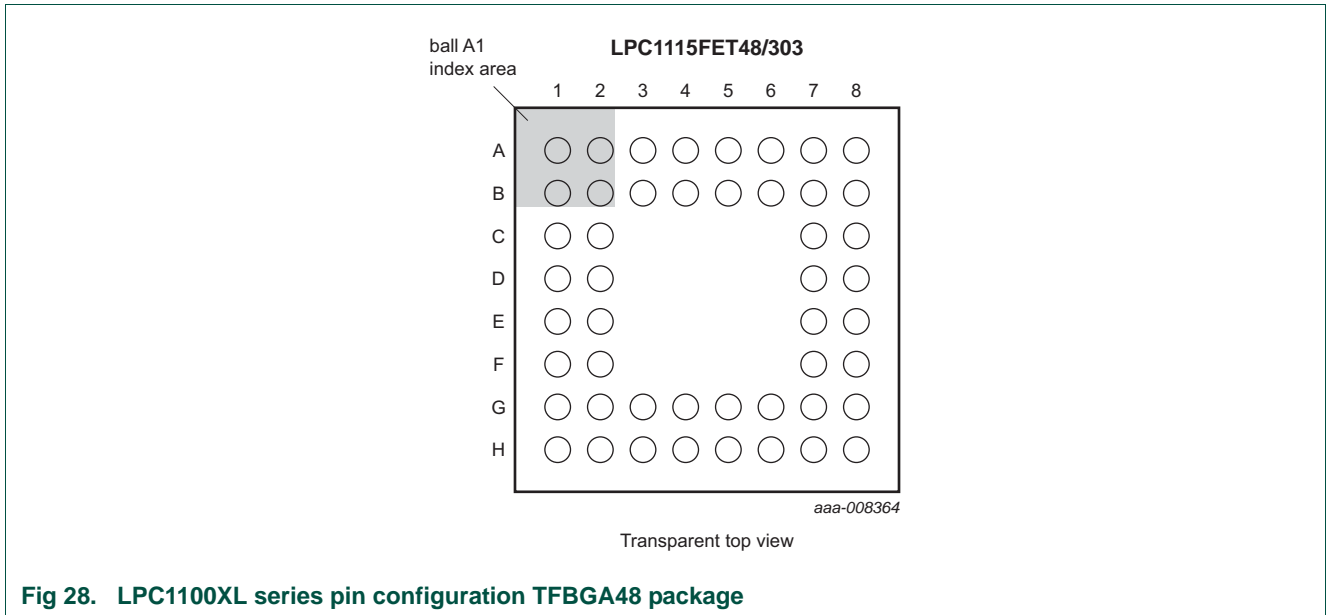 ball A1
index area
LPC1115FET48/303
1 2 3 4 5 6 7 8
A
B
C
D
E
F
G
H
aaa-008364
Transparent top view
Fig 28. LPC1100XL series pin configuration TFBGA48 package